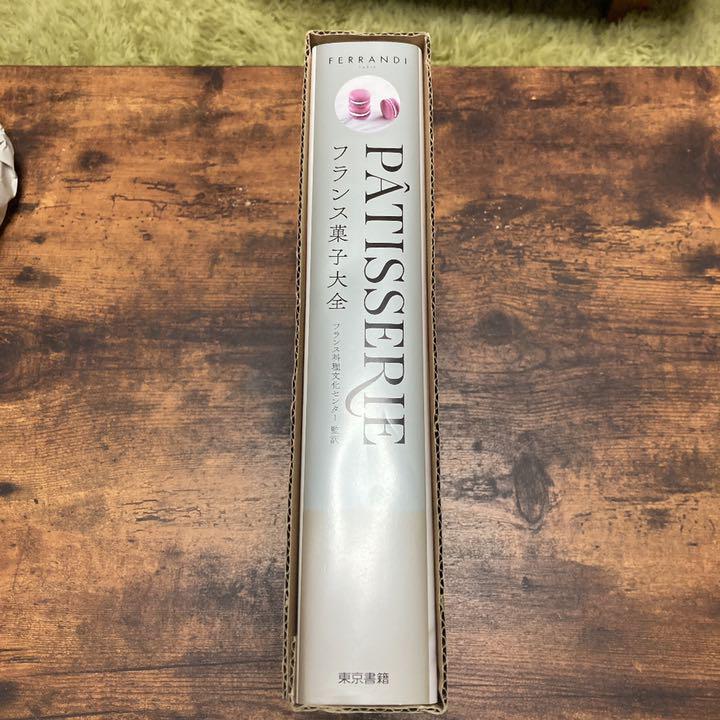 FERRANDI
PARIS
PÂTISSERIE
フランス菓子大全
フランス料理文化センター 監訳
東京書籍